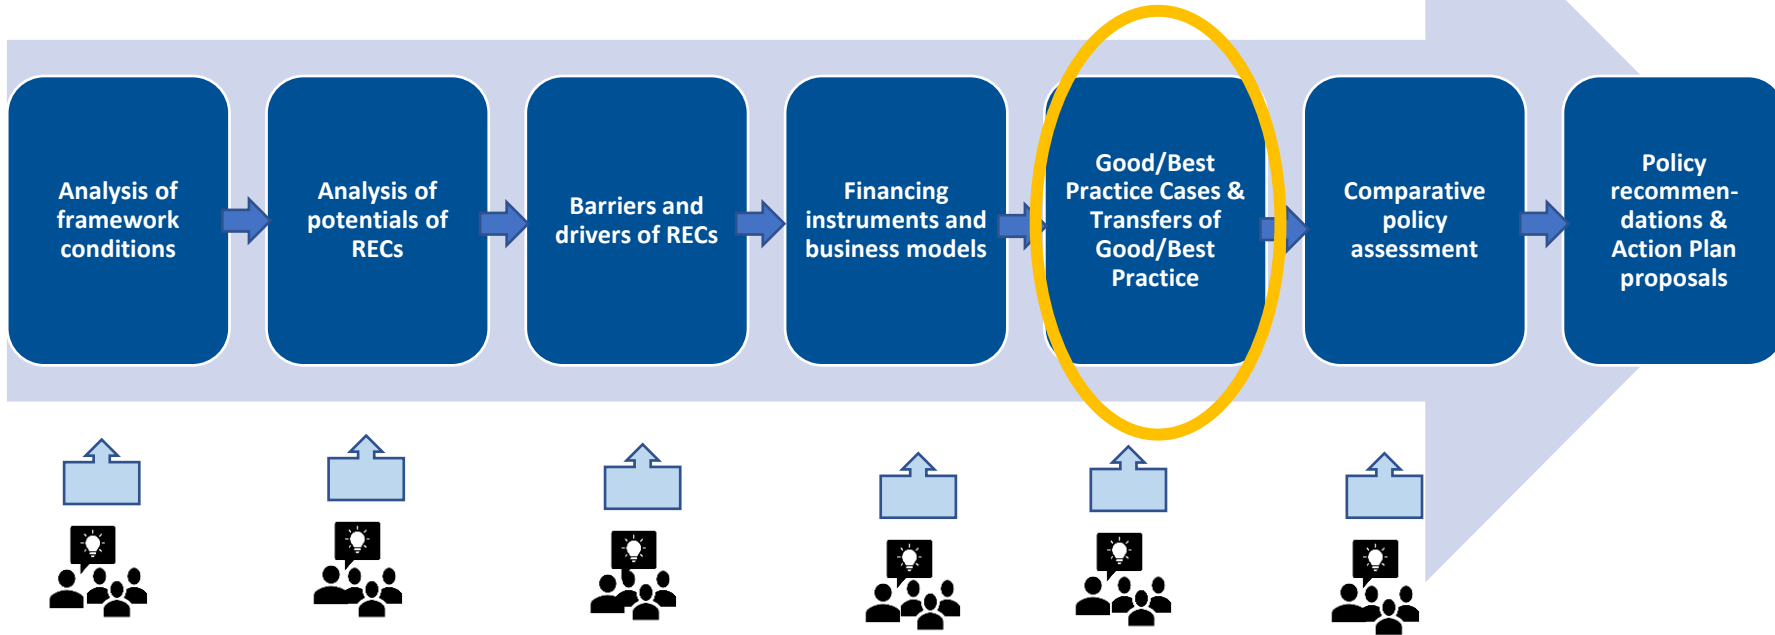 Analysis of
framework
conditions
Analysis of
potentials of
RECs
Barriers and
drivers of RECs
Financing
instruments and
business models
Good/Best
Practice Cases &
Transfers of
Good/Best
Practice
Comparative
policy
assessment
Policy
recommen-
dations &
Action Plan
proposals